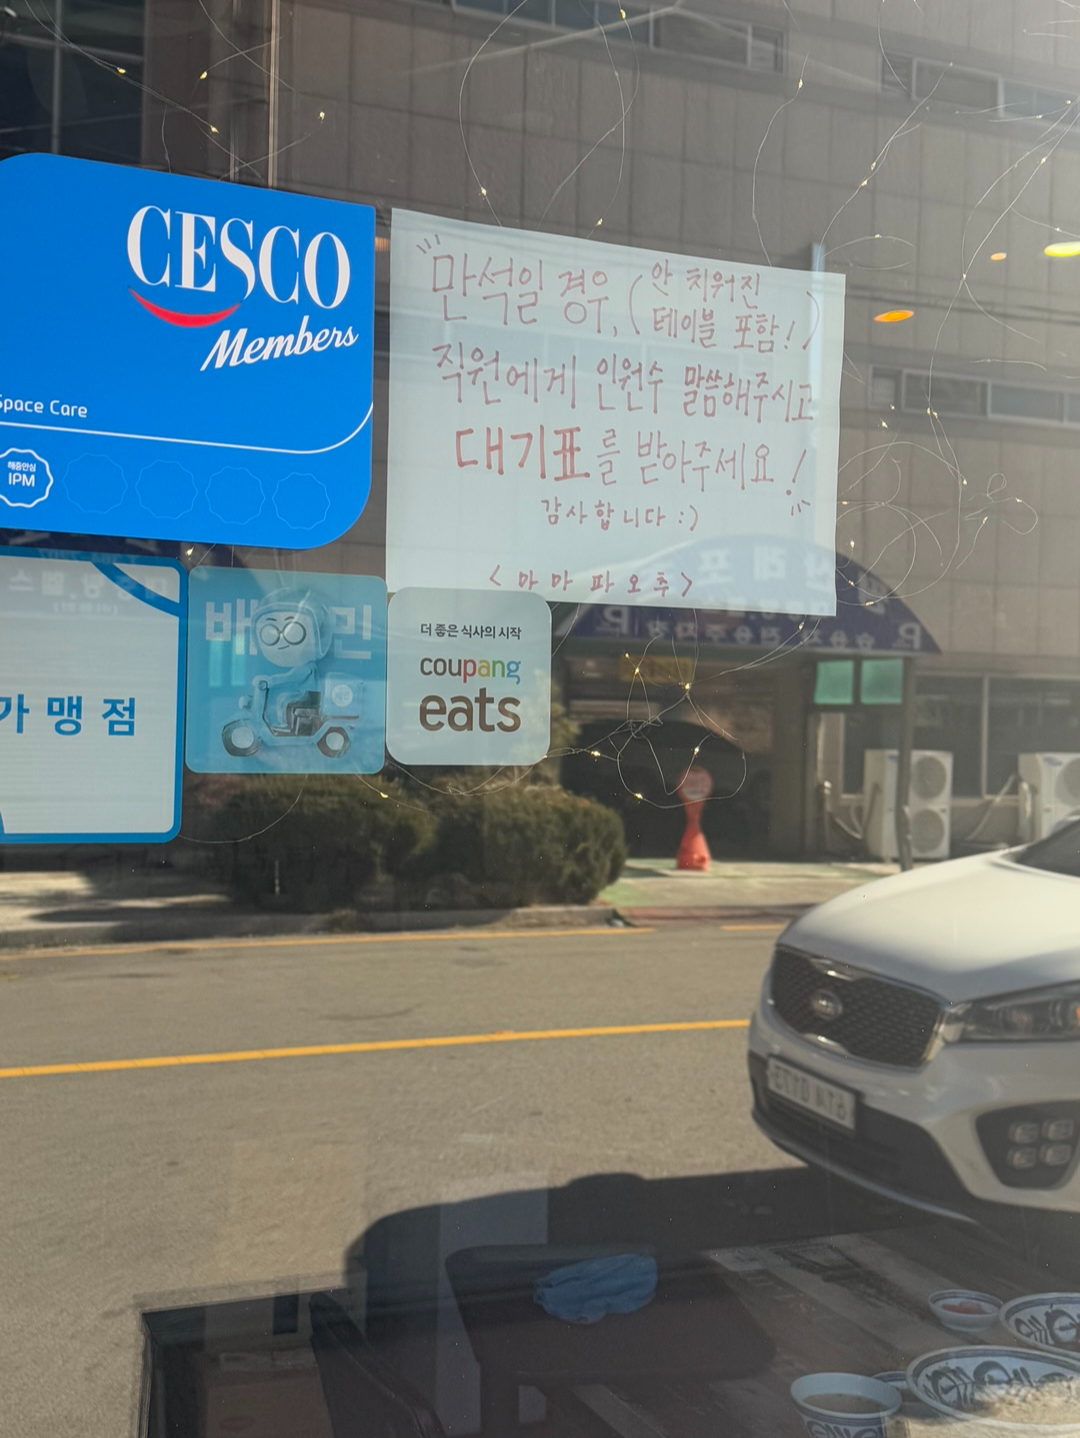 CESCO
Members
Space Care
해충안심
IPM
만석일 경우, ( 안 치워진
테이블 포함! )
직원에게 인원수 말씀해주시고
대기표를 받아주세요!
감사합니다 :)
< 마마파오추 >
가맹점
배민
더 좋은 식사의 시작
coupang
eats